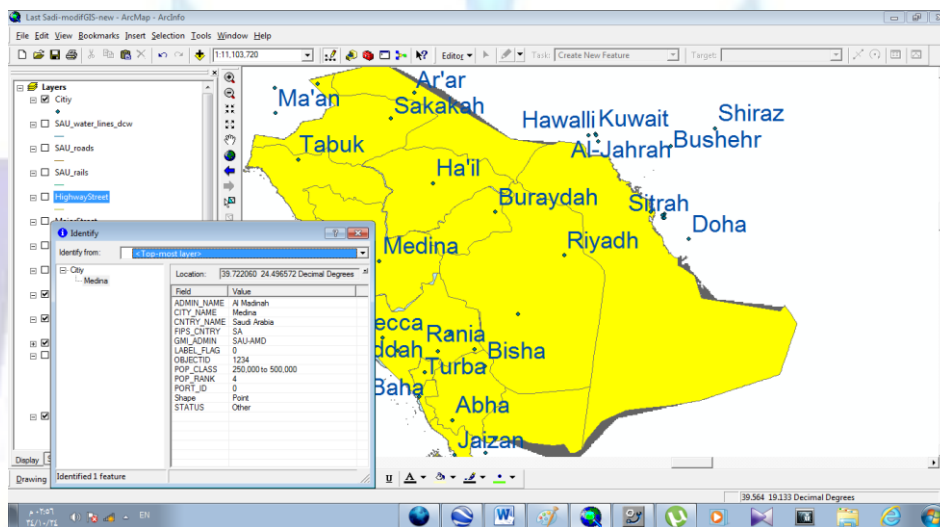 Last Sadi-modifGIS-new - ArcMap - ArcInfo
File Edit View Bookmarks Insert Selection Tools Window Help
1:11,103,720
Editor
Task: Create New Feature
Target:
Layers
Citiy
SAU_water_lines_dcw
SAU_roads
SAU_rails
HighwayStreet
Ar'ar
Ma'an
Sakakah
Hawalli Kuwait
Shiraz
Tabuk
Al-Jahrah
Bushehr
Ha'il
Buraydah
Sitrah
Doha
Medina
Riyadh
ecca
Rania
ddah
Bisha
Turba
Baha
Abha
Jaizan
Identify
Identify from: <Top-most layer>
Citiy
Medina
Location: 39.722060 24.496572 Decimal Degrees
Field Value
ADMIN_NAME Al Madinah
CITY_NAME Medina
CNTRY_NAME Saudi Arabia
FIPS_CNTRY SA
GMI_ADMIN SAU-AMD
LABEL_FLAG 0
OBJECTID 1234
POP_CLASS 250,000 to 500,000
POP_RANK 4
PORT_ID 0
Shape Point
STATUS Other
Identified 1 feature
Display
Drawing
U A
39.564 19.133 Decimal Degrees
EN